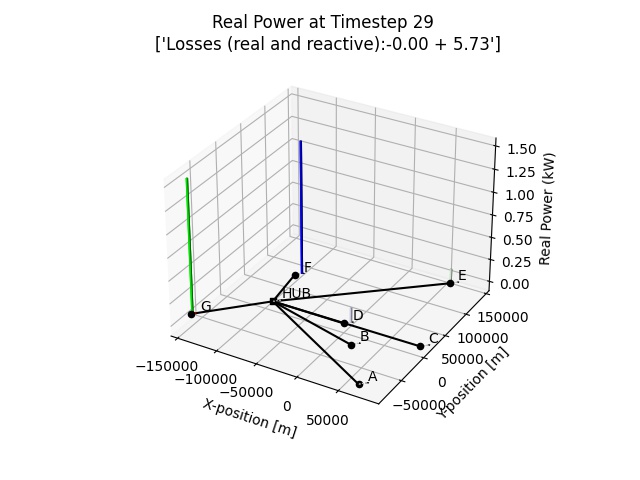 Real Power at Timestep 29
['Losses (real and reactive):-0.00 + 5.73']
1.50
1.25
1.00
0.75
0.50
0.25
0.00
Real Power (kW)
F
E
HUB
G
D
B
C
A
150000
100000
50000
0
−50000
Y-position [m]
−150000
−100000
−50000
0
50000
X-position [m]